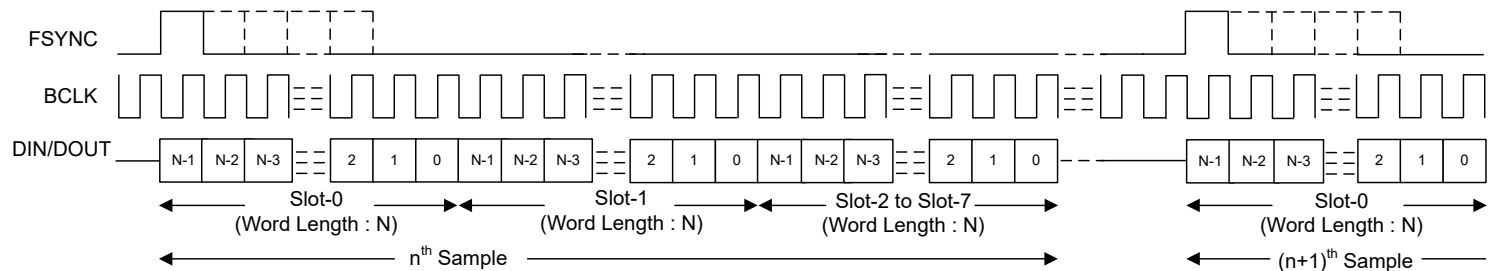 FSYNC
BCLK
DIN/DOUT
N-1 N-2 N-3 2 1 0 N-1 N-2 N-3 2 1 0 N-1 N-2 N-3 2 1 0 N-1 N-2 N-3 2 1 0
Slot-0 Slot-1 Slot-2 to Slot-7 Slot-0
(Word Length : N) (Word Length : N) (Word Length : N) (Word Length : N)
nth Sample (n+1)th Sample